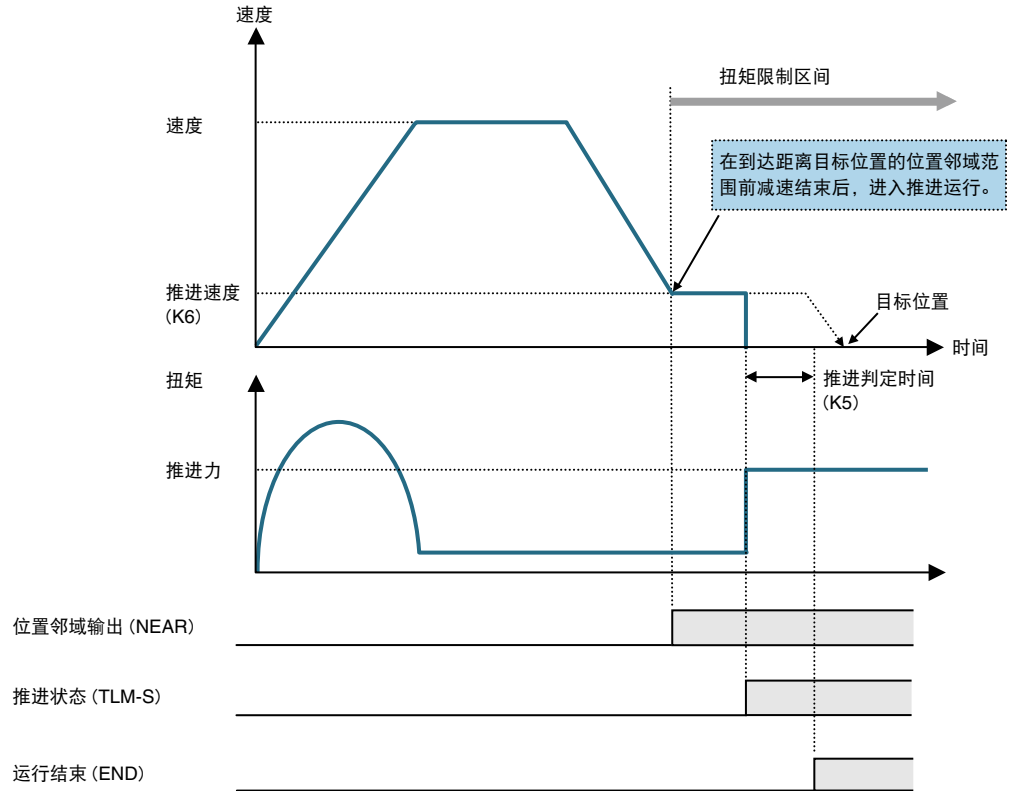 速度
扭矩限制区间
速度
在到达距离目标位置的位置邻域范
围前减速结束后，进入推进运行。
推进速度
(K6)
目标位置
时间
扭矩
推进判定时间
(K5)
推进力
位置邻域输出 (NEAR)
推进状态 (TLM-S)
运行结束 (END)